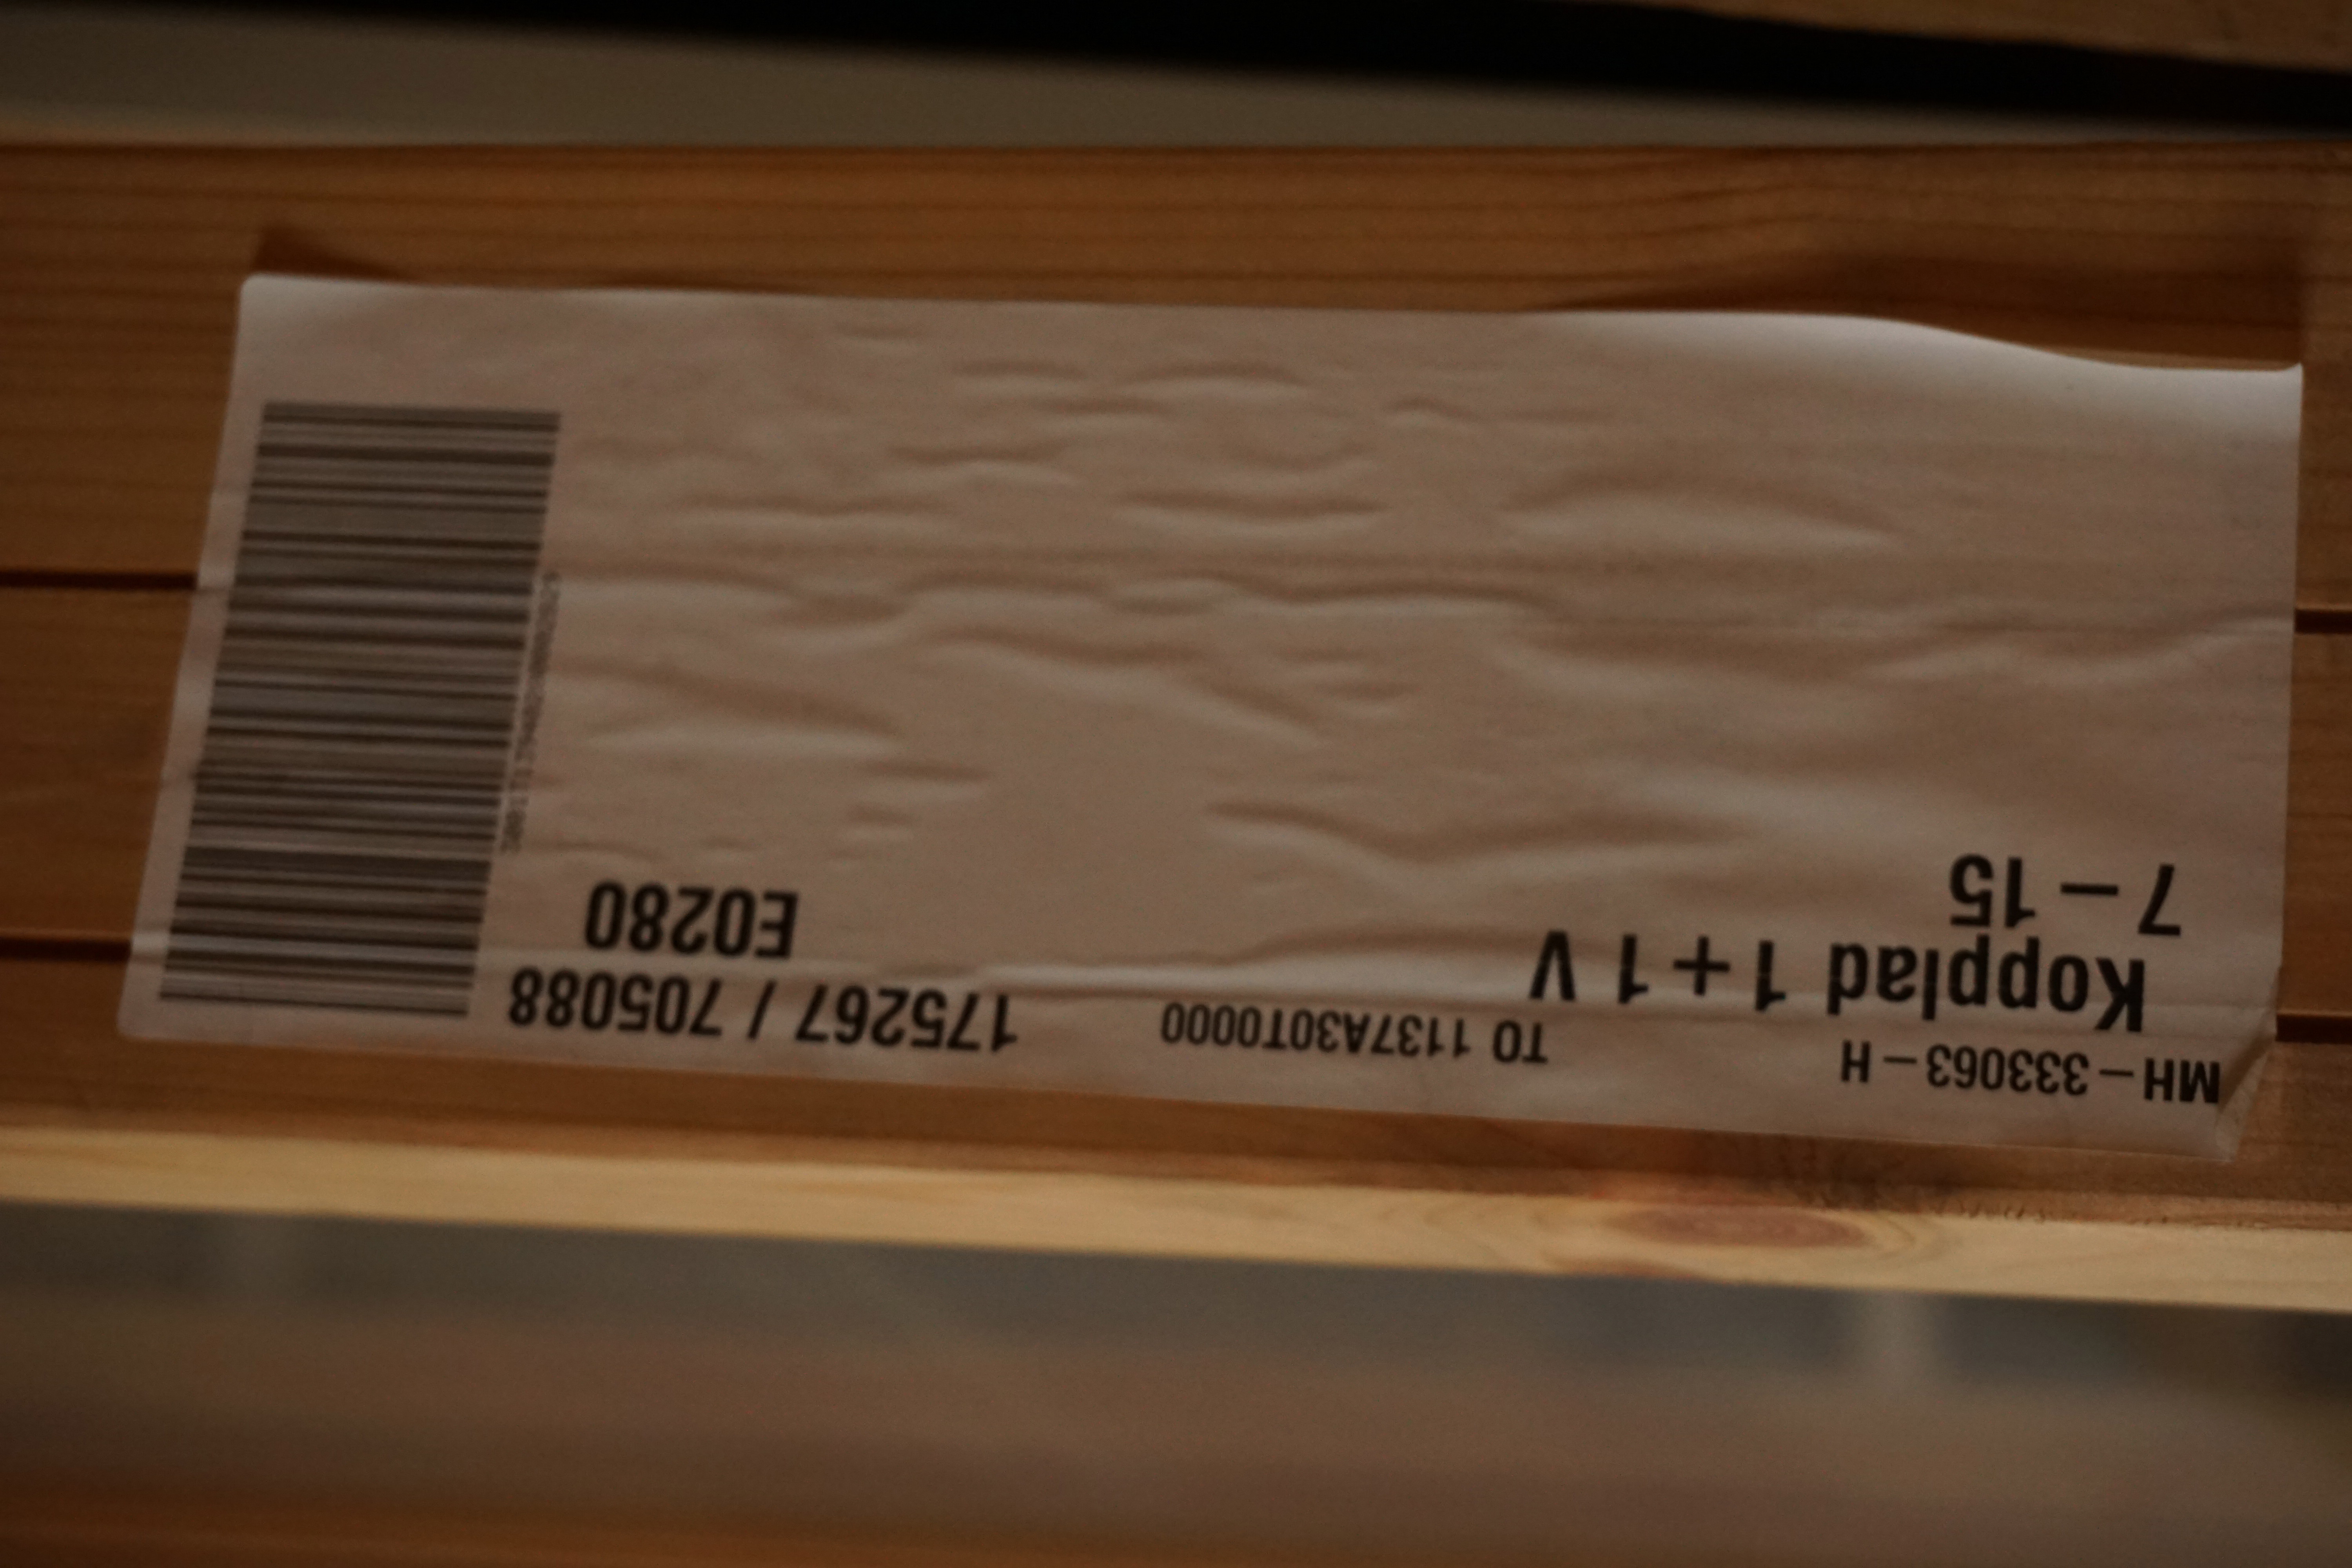 MH – 333063 – H
TO 1137A30T0000
175267 / 705088
Kopplad 1 + 1 V
E0280
7 – 15